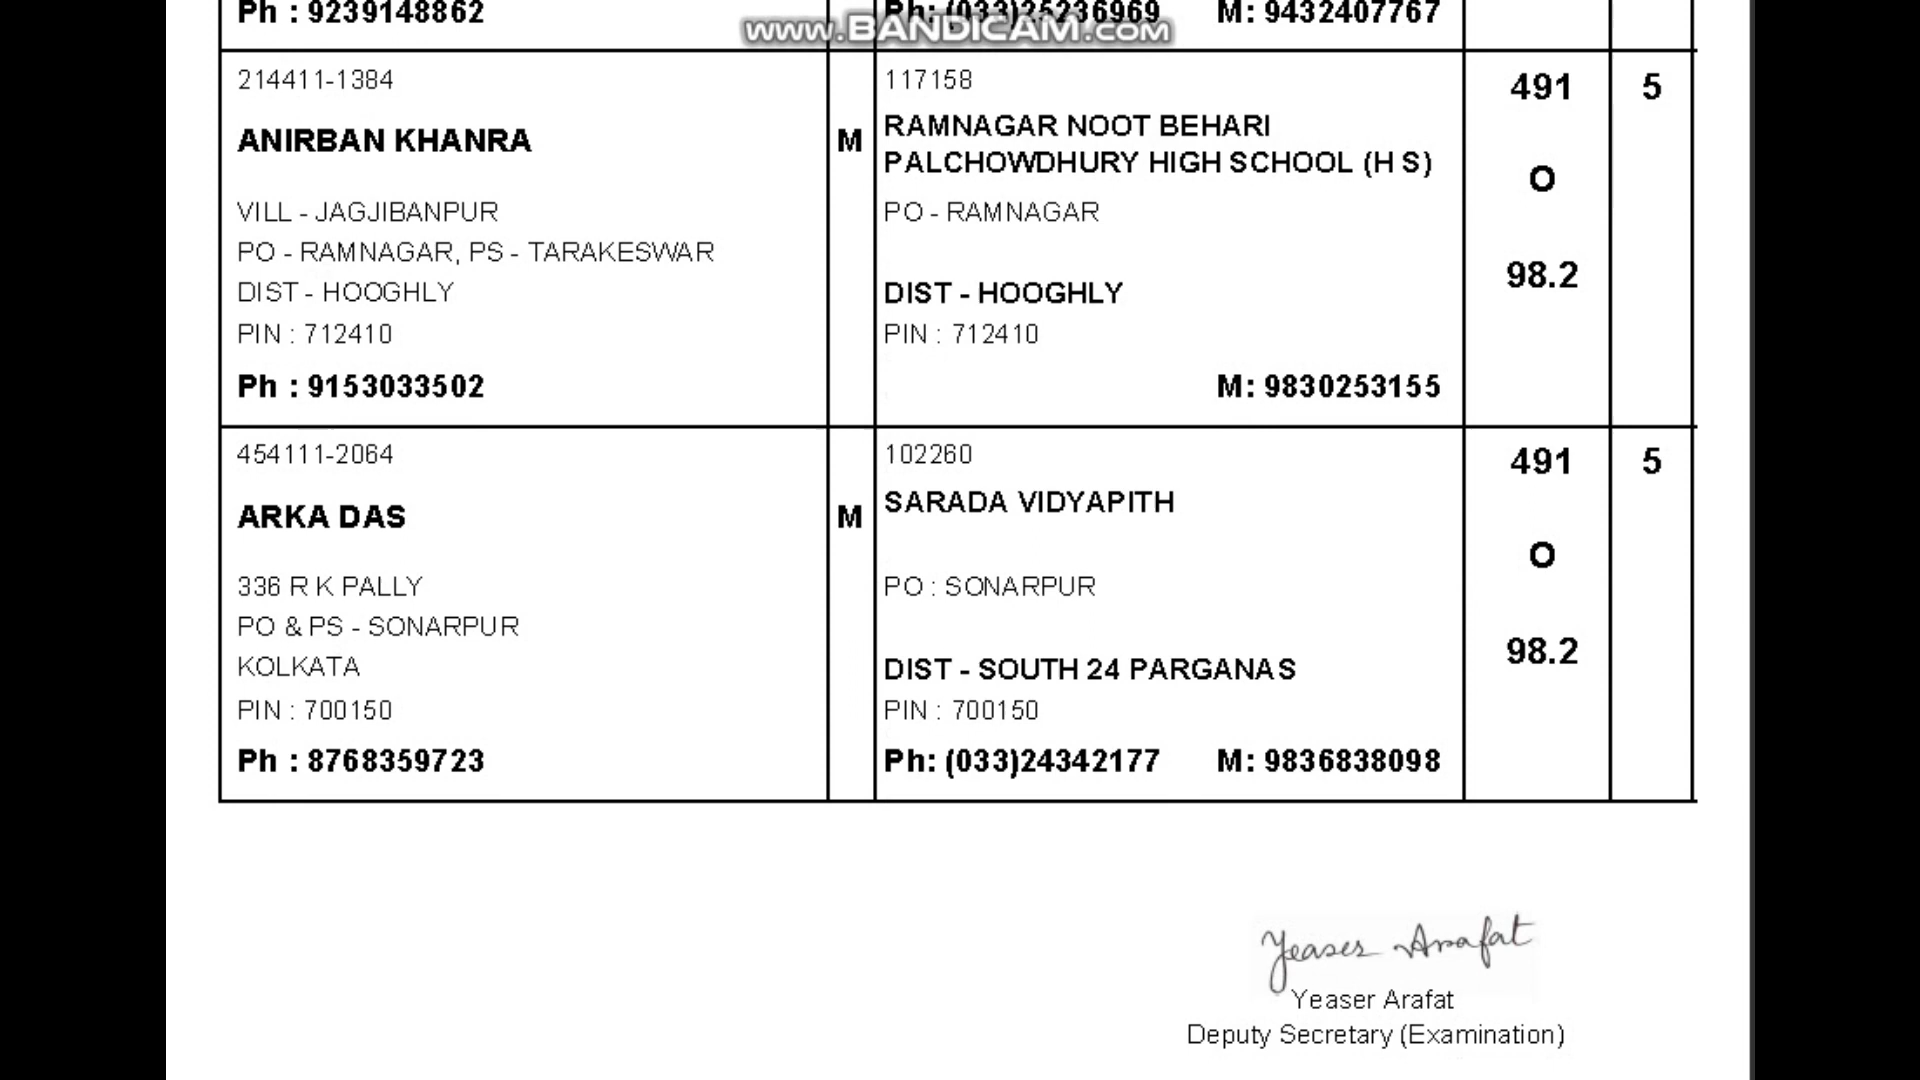 Ph : 9239148862
Ph: (033)25236969 M: 9432407767
www.BANDICAM.com
214411-1384
ANIRBAN KHANRA
VILL - JAGJIBANPUR
PO - RAMNAGAR, PS - TARAKESWAR
DIST - HOOGHLY
PIN : 712410
Ph : 9153033502
M
117158
RAMNAGAR NOOT BEHARI
PALCHOWDHURY HIGH SCHOOL (H S)
PO - RAMNAGAR
DIST - HOOGHLY
PIN : 712410
M: 9830253155
491
O
98.2
5
454111-2064
ARKA DAS
336 R K PALLY
PO & PS - SONARPUR
KOLKATA
PIN : 700150
Ph : 8768359723
M
102260
SARADA VIDYAPITH
PO : SONARPUR
DIST - SOUTH 24 PARGANAS
PIN : 700150
Ph: (033)24342177 M: 9836838098
491
O
98.2
5
Yeaser Arafat
Yeaser Arafat
Deputy Secretary (Examination)